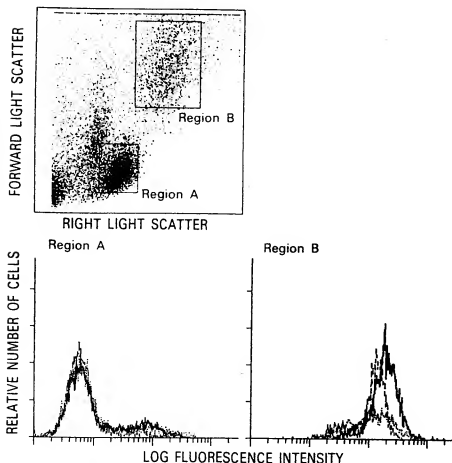 FORWARD LIGHT SCATTER
Region B
Region A
RIGHT LIGHT SCATTER
RELATIVE NUMBER OF CELLS
Region A
Region B
LOG FLUORESCENCE INTENSITY